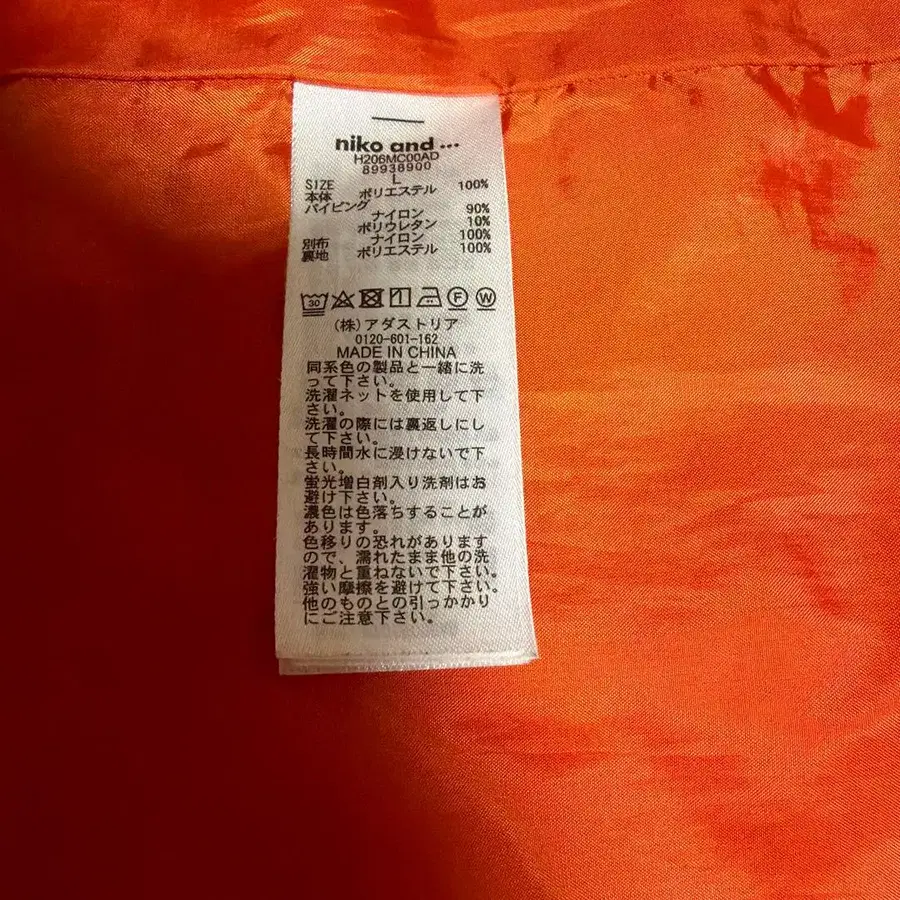 niko and ...
H206MC00AD
89938900
SIZE L
本体 ポリエステル 100%
パイピング
ナイロン 90%
ポリウレタン 10%
別布 ナイロン 100%
裏地 ポリエステル 100%
30
F W
(株)アダストリア
0120-601-162
MADE IN CHINA
同系色の製品と一緒に洗
って下さい。
洗濯ネットを使用して下
さい。
洗濯の際には裏返しにし
て下さい。
長時間水に浸けないで下
さい。
蛍光増白剤入り洗剤はお
避け下さい。
濃色は色落ちすることが
あります。
色移りの恐れがあります
ので、濡れたまま他の洗
濯物と重ねないで下さい。
強い摩擦を避けて下さい。
他のものとの引っかかり
にご注意下さい。